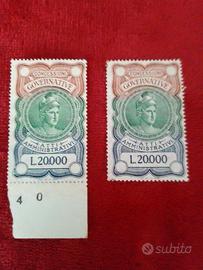 CONCESSIONI
GOVERNATIVE
E ATTI
AMMINISTRATIVI
L.20000
4 0
CONCESSIONI
GOVERNATIVE
E ATTI
AMMINISTRATIVI
L.20000
subito